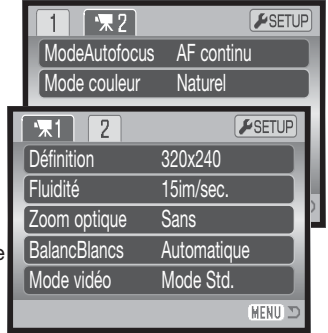 1 2 SETUP
ModeAutofocus AF continu
Mode couleur Naturel
1 2 SETUP
Définition 320x240
Fluidité 15im/sec.
Zoom optique Sans
BalancBlancs Automatique
Mode vidéo Mode Std.
MENU
e